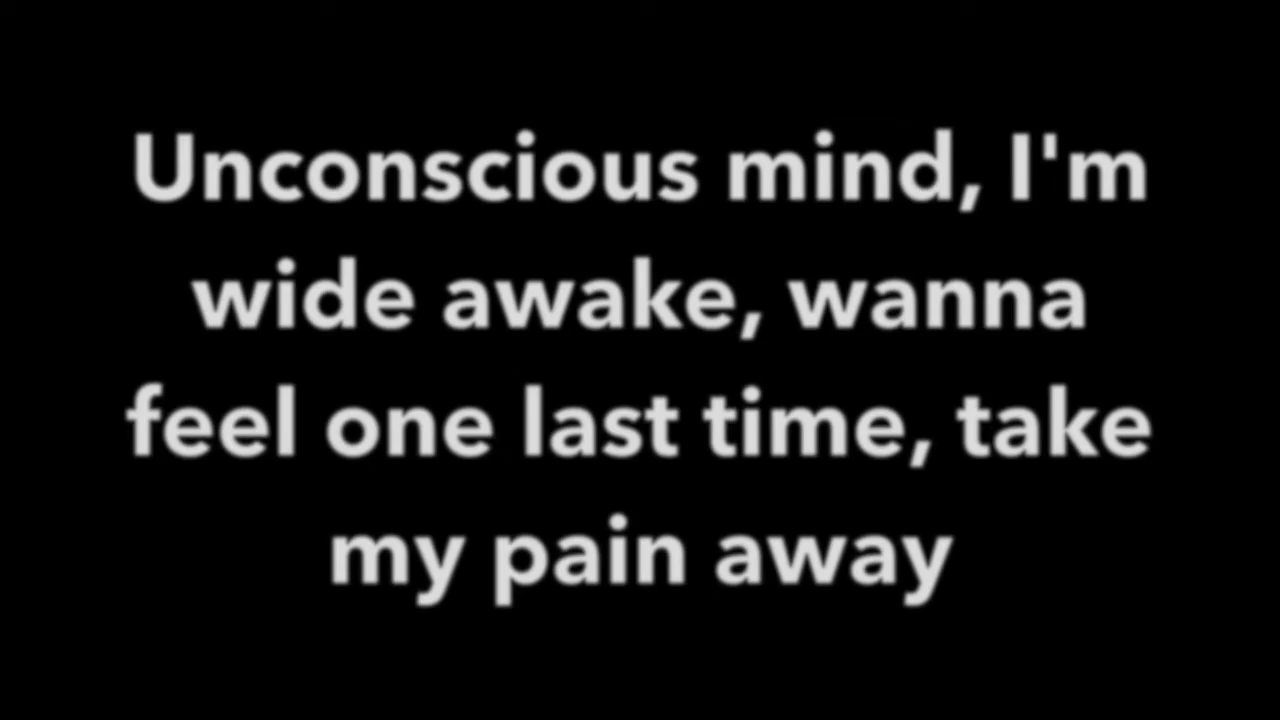 Unconscious mind, I'm
wide awake, wanna
feel one last time, take
my pain away